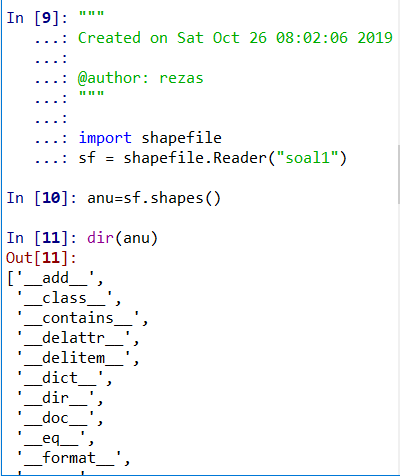 In [9]: """
   ...: Created on Sat Oct 26 08:02:06 2019
   ...:
   ...: @author: rezas
   ...: """
   ...:
   ...: import shapefile
   ...: sf = shapefile.Reader("soal1")
In [10]: anu=sf.shapes()
In [11]: dir(anu)
Out[11]:
['__add__',
 '__class__',
 '__contains__',
 '__delattr__',
 '__delitem__',
 '__dict__',
 '__dir__',
 '__doc__',
 '__eq__',
 '__format__',